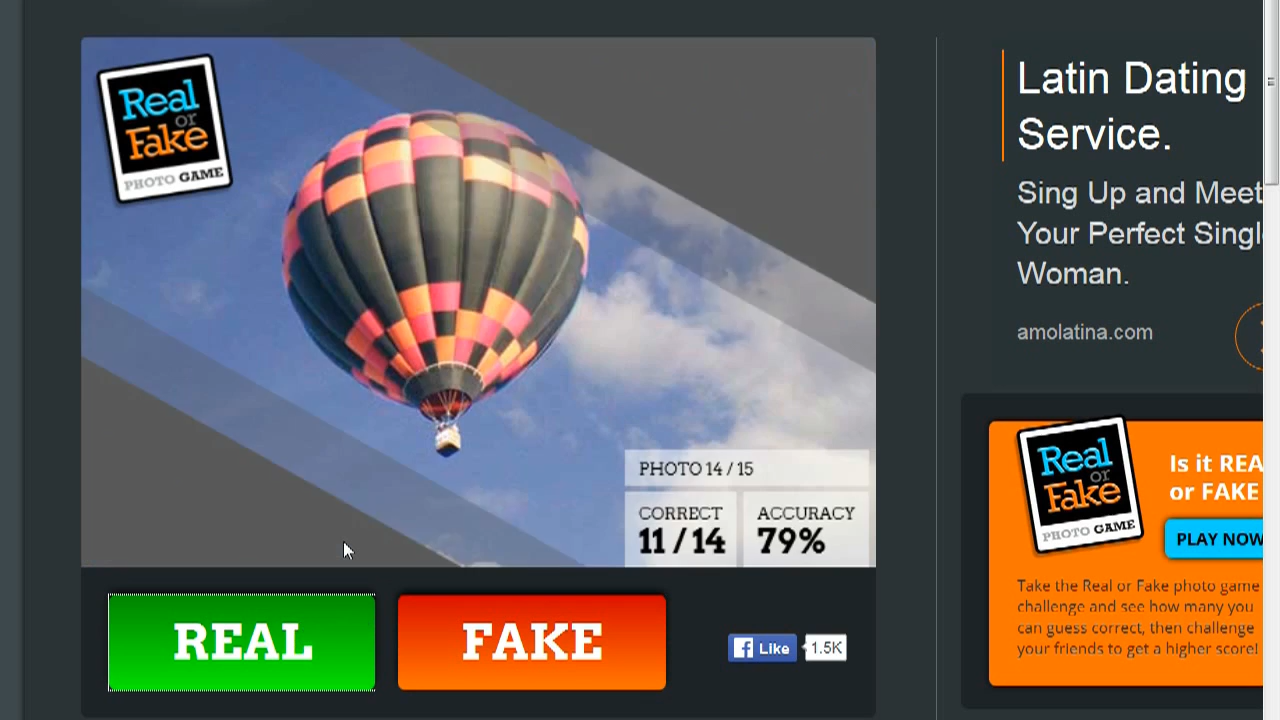 Real
or
Fake
PHOTO GAME
PHOTO 14 / 15
CORRECT
11 / 14
ACCURACY
79%
REAL
FAKE
Like
1.5K
Latin Dating
Service.
Sing Up and Meet
Your Perfect Singl
Woman.
amolatina.com
Real
or
Fake
PHOTO GAME
Is it REA
or FAKE
PLAY NOW
Take the Real or Fake photo game
challenge and see how many you
can guess correct, then challenge
your friends to get a higher score!